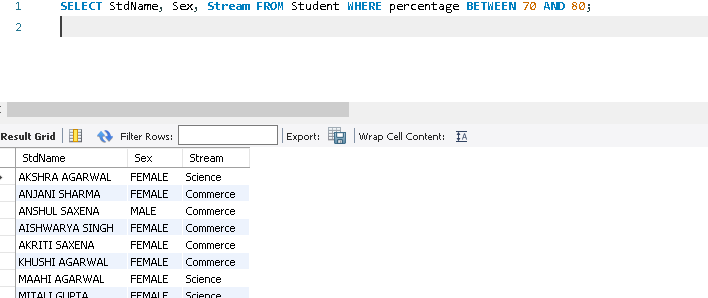 1 SELECT StdName, Sex, Stream FROM Student WHERE percentage BETWEEN 70 AND 80;
2
Result Grid Filter Rows: Export: Wrap Cell Content: IA
StdName Sex Stream
AKSHRA AGARWAL FEMALE Science
ANJANI SHARMA FEMALE Commerce
ANSHUL SAXENA MALE Commerce
AISHWARYA SINGH FEMALE Commerce
AKRITI SAXENA FEMALE Commerce
KHUSHI AGARWAL FEMALE Commerce
MAAHI AGARWAL FEMALE Science
MITALI GUPTA FEMALE Science